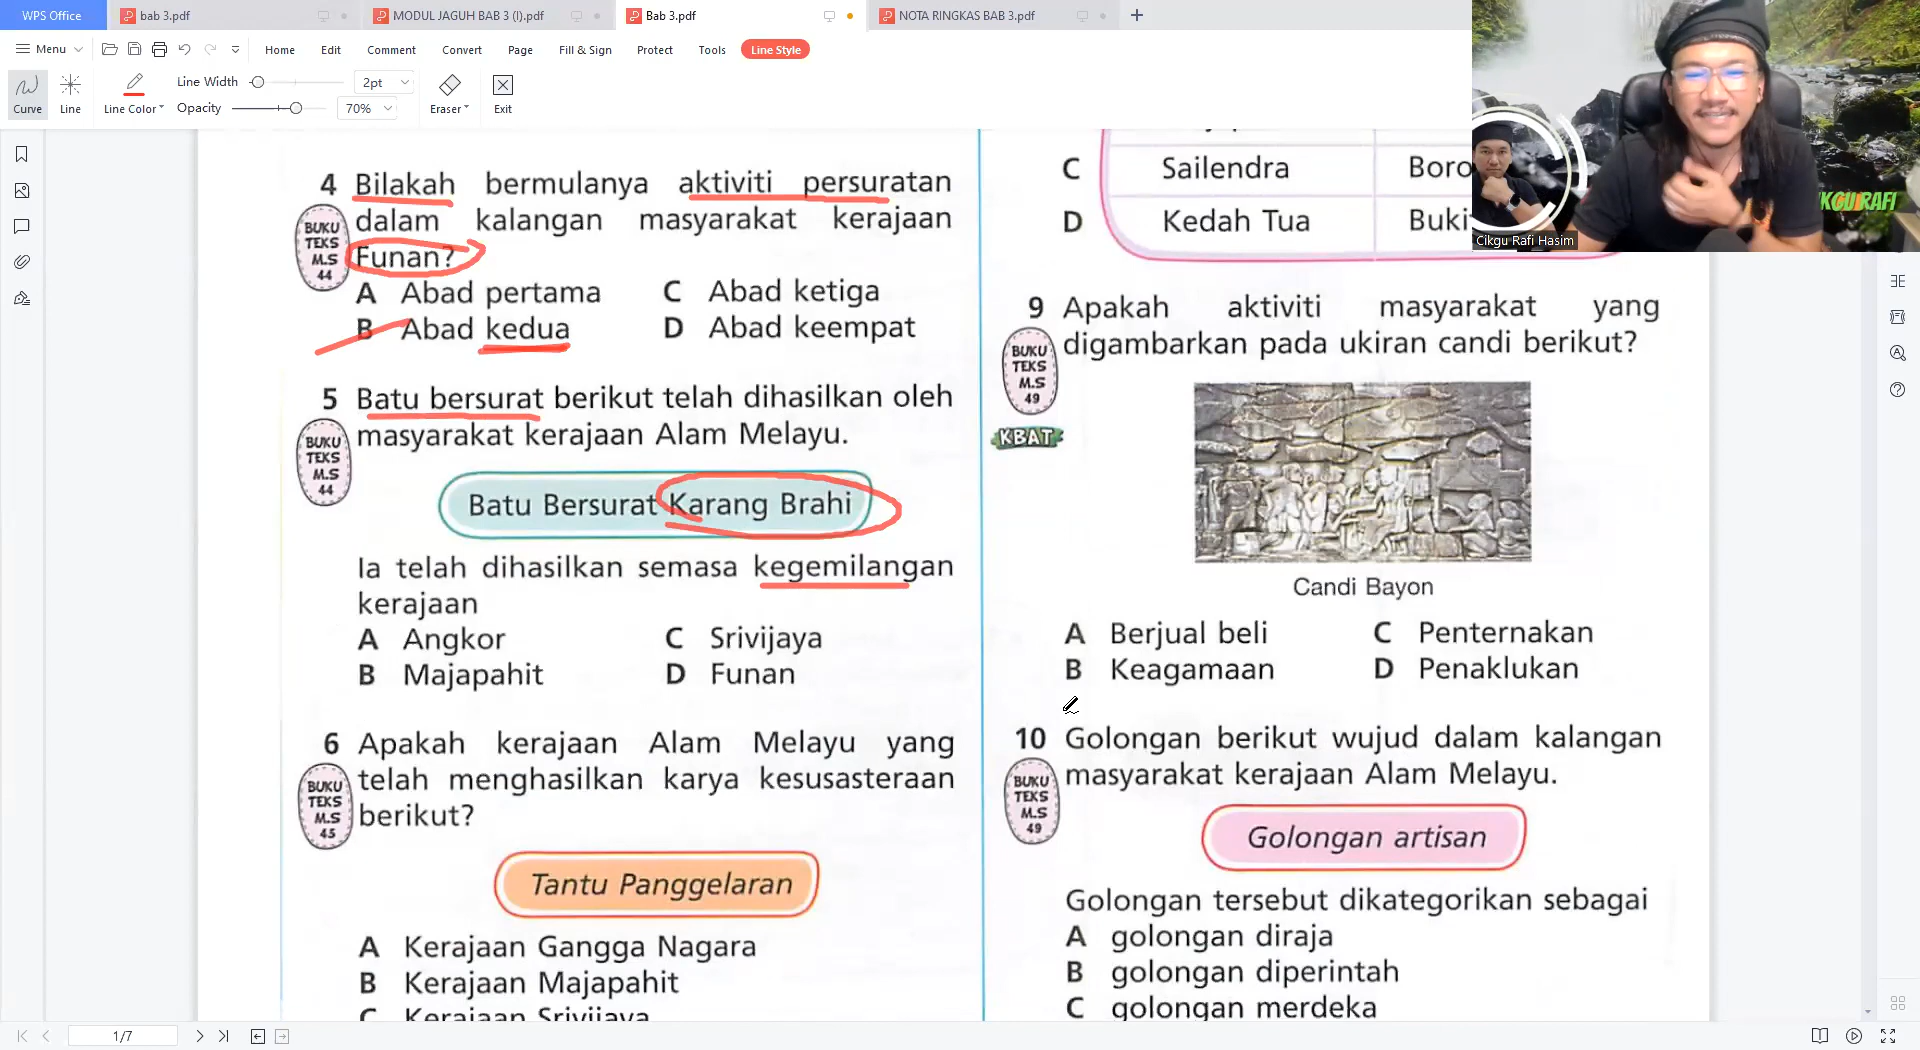 WPS Office
bab 3.pdf
MODUL JAGUH BAB 3 (I).pdf
Bab 3.pdf
NOTA RINGKAS BAB 3.pdf
Menu
Home
Edit
Comment
Convert
Page
Fill & Sign
Protect
Tools
Line Style
Curve
Line
Line Color
Line Width
2pt
Opacity
70%
Eraser
Exit
4 Bilakah bermulanya aktiviti persuratan
dalam kalangan masyarakat kerajaan
Funan?
BUKU
TEKS
M.S
44
A Abad pertama
C Abad ketiga
B Abad kedua
D Abad keempat
5 Batu bersurat berikut telah dihasilkan oleh
masyarakat kerajaan Alam Melayu.
BUKU
TEKS
M.S
44
Batu Bersurat Karang Brahi
Ia telah dihasilkan semasa kegemilangan
kerajaan
A Angkor
C Srivijaya
B Majapahit
D Funan
6 Apakah kerajaan Alam Melayu yang
telah menghasilkan karya kesusasteraan
berikut?
BUKU
TEKS
M.S
45
Tantu Panggelaran
A Kerajaan Gangga Nagara
B Kerajaan Majapahit
C Kerajaan Srivijaya
C Sailendra Boro
D Kedah Tua Buki
9 Apakah aktiviti masyarakat yang
digambarkan pada ukiran candi berikut?
BUKU
TEKS
M.S
49
KBAT
Candi Bayon
A Berjual beli
C Penternakan
B Keagamaan
D Penaklukan
10 Golongan berikut wujud dalam kalangan
masyarakat kerajaan Alam Melayu.
BUKU
TEKS
M.S
49
Golongan artisan
Golongan tersebut dikategorikan sebagai
A golongan diraja
B golongan diperintah
C golongan merdeka
KGU RAFI
Cikgu Rafi Hasim
1/7